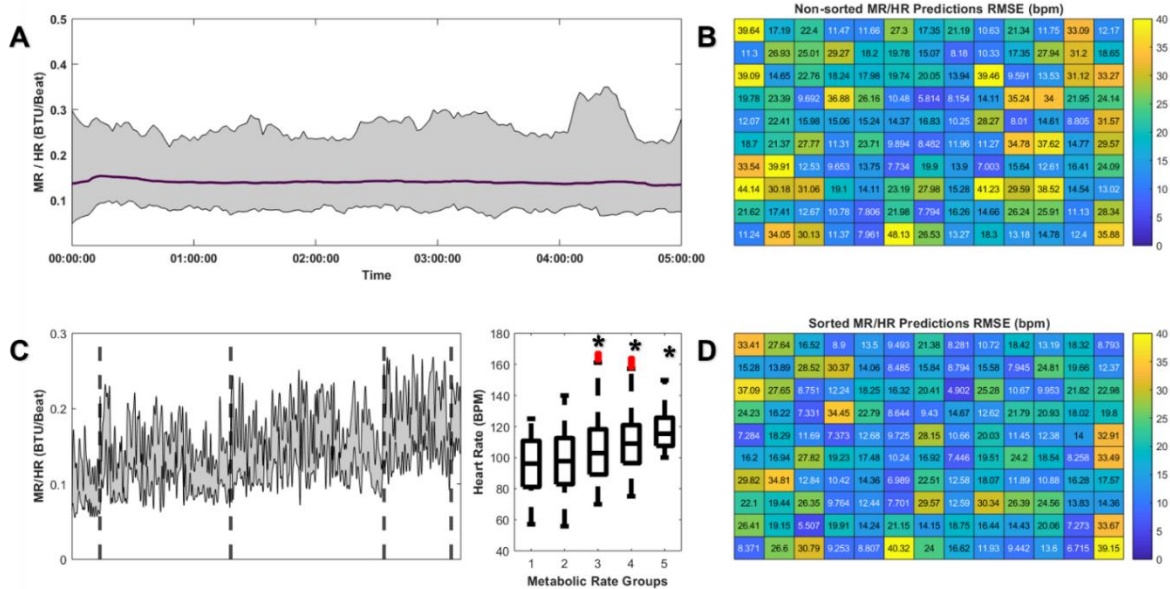 A
0.5
0.4
0.3
0.2
0.1
MR / HR (BTU/Beat)
00:00:00 01:00:00 02:00:00 03:00:00 04:00:00 05:00:00
Time
B
Non-sorted MR/HR Predictions RMSE (bpm)
39.64 17.19 22.4 11.47 11.66 27.3 17.35 21.19 10.63 21.34 11.75 33.09 12.17
11.3 26.93 25.01 29.27 18.2 19.78 15.07 8.18 10.33 17.35 27.94 31.2 18.65
39.09 14.65 22.76 18.24 17.98 19.74 20.05 13.94 39.46 9.591 13.53 31.12 33.27
19.78 23.39 9.692 36.88 26.16 10.48 5.814 8.154 14.11 35.24 34 21.95 24.14
12.07 22.41 15.98 15.06 15.24 14.37 16.83 10.25 28.27 8.01 14.61 8.805 31.57
18.7 21.37 27.77 11.31 23.71 9.894 8.482 11.96 11.27 34.78 37.62 14.77 29.57
33.54 39.91 12.53 9.653 13.75 7.734 19.9 13.9 7.003 15.64 12.61 16.41 24.09
44.14 30.18 31.06 19.1 14.11 23.19 27.98 15.28 41.23 29.59 38.52 14.54 13.02
21.62 17.41 12.67 10.78 7.806 21.98 7.794 16.26 14.66 26.24 25.91 11.13 28.34
11.24 34.05 30.13 11.37 7.961 48.13 26.53 13.27 18.3 13.18 14.78 12.4 35.88
40
35
30
25
20
15
10
5
0
C
0.3
0.2
0.1
0
MR/HR (BTU/Beat)
180
160
140
120
100
80
60
40
Heart Rate (BPM)
* * *
1 2 3 4 5
Metabolic Rate Groups
D
Sorted MR/HR Predictions RMSE (bpm)
33.41 27.64 16.52 8.9 13.5 9.493 21.38 8.281 10.72 18.42 13.19 18.32 8.793
15.28 13.89 28.52 30.37 14.06 8.485 15.84 8.794 15.58 7.945 24.81 19.66 12.37
37.09 27.65 8.751 12.24 18.25 16.32 20.41 4.902 25.28 10.67 9.953 21.82 22.98
24.23 16.22 7.331 34.45 22.79 8.644 9.43 14.67 12.62 21.79 20.93 18.02 19.8
7.284 18.29 11.69 7.373 12.68 9.725 28.15 10.66 20.03 11.45 12.38 14 32.91
16.2 16.94 27.82 19.23 17.48 10.24 16.92 7.446 19.51 24.2 18.54 8.258 33.49
29.82 34.81 12.84 10.42 14.36 6.989 22.51 12.58 18.07 11.89 10.88 16.28 17.57
22.1 19.44 26.35 9.764 12.44 7.701 29.57 12.59 30.34 26.39 24.56 13.83 14.36
26.41 19.15 5.507 19.91 14.24 21.15 14.15 18.75 16.44 14.43 20.06 7.273 33.67
8.371 26.6 30.79 9.253 8.807 40.32 24 16.62 11.93 9.442 13.6 6.715 39.15
40
35
30
25
20
15
10
5
0